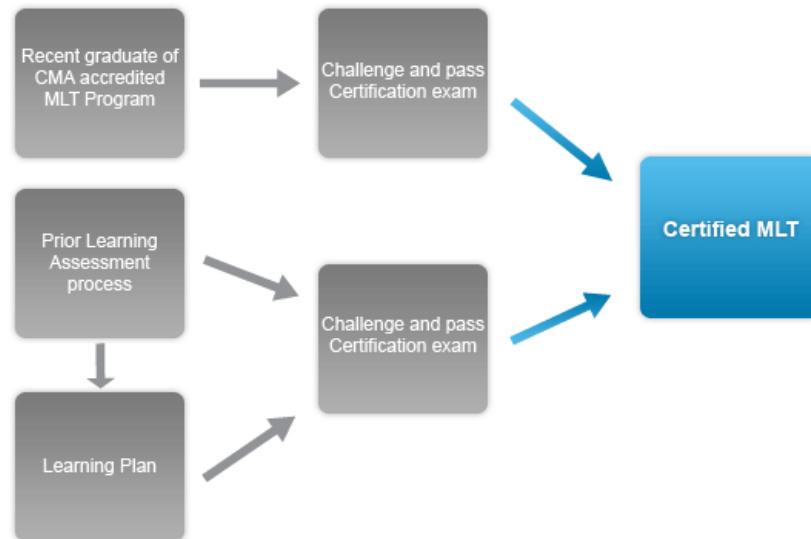 Recent graduate of
CMA accredited
MLT Program
Challenge and pass
Certification exam
Certified MLT
Prior Learning
Assessment
process
Challenge and pass
Certification exam
Learning Plan